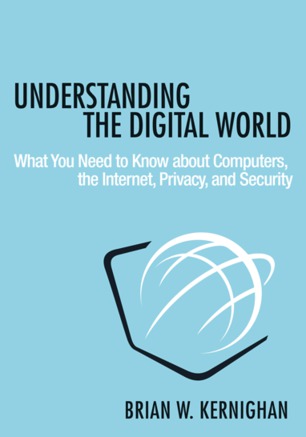 UNDERSTANDING
THE DIGITAL WORLD
What You Need to Know about Computers,
the Internet, Privacy, and Security
BRIAN W. KERNIGHAN